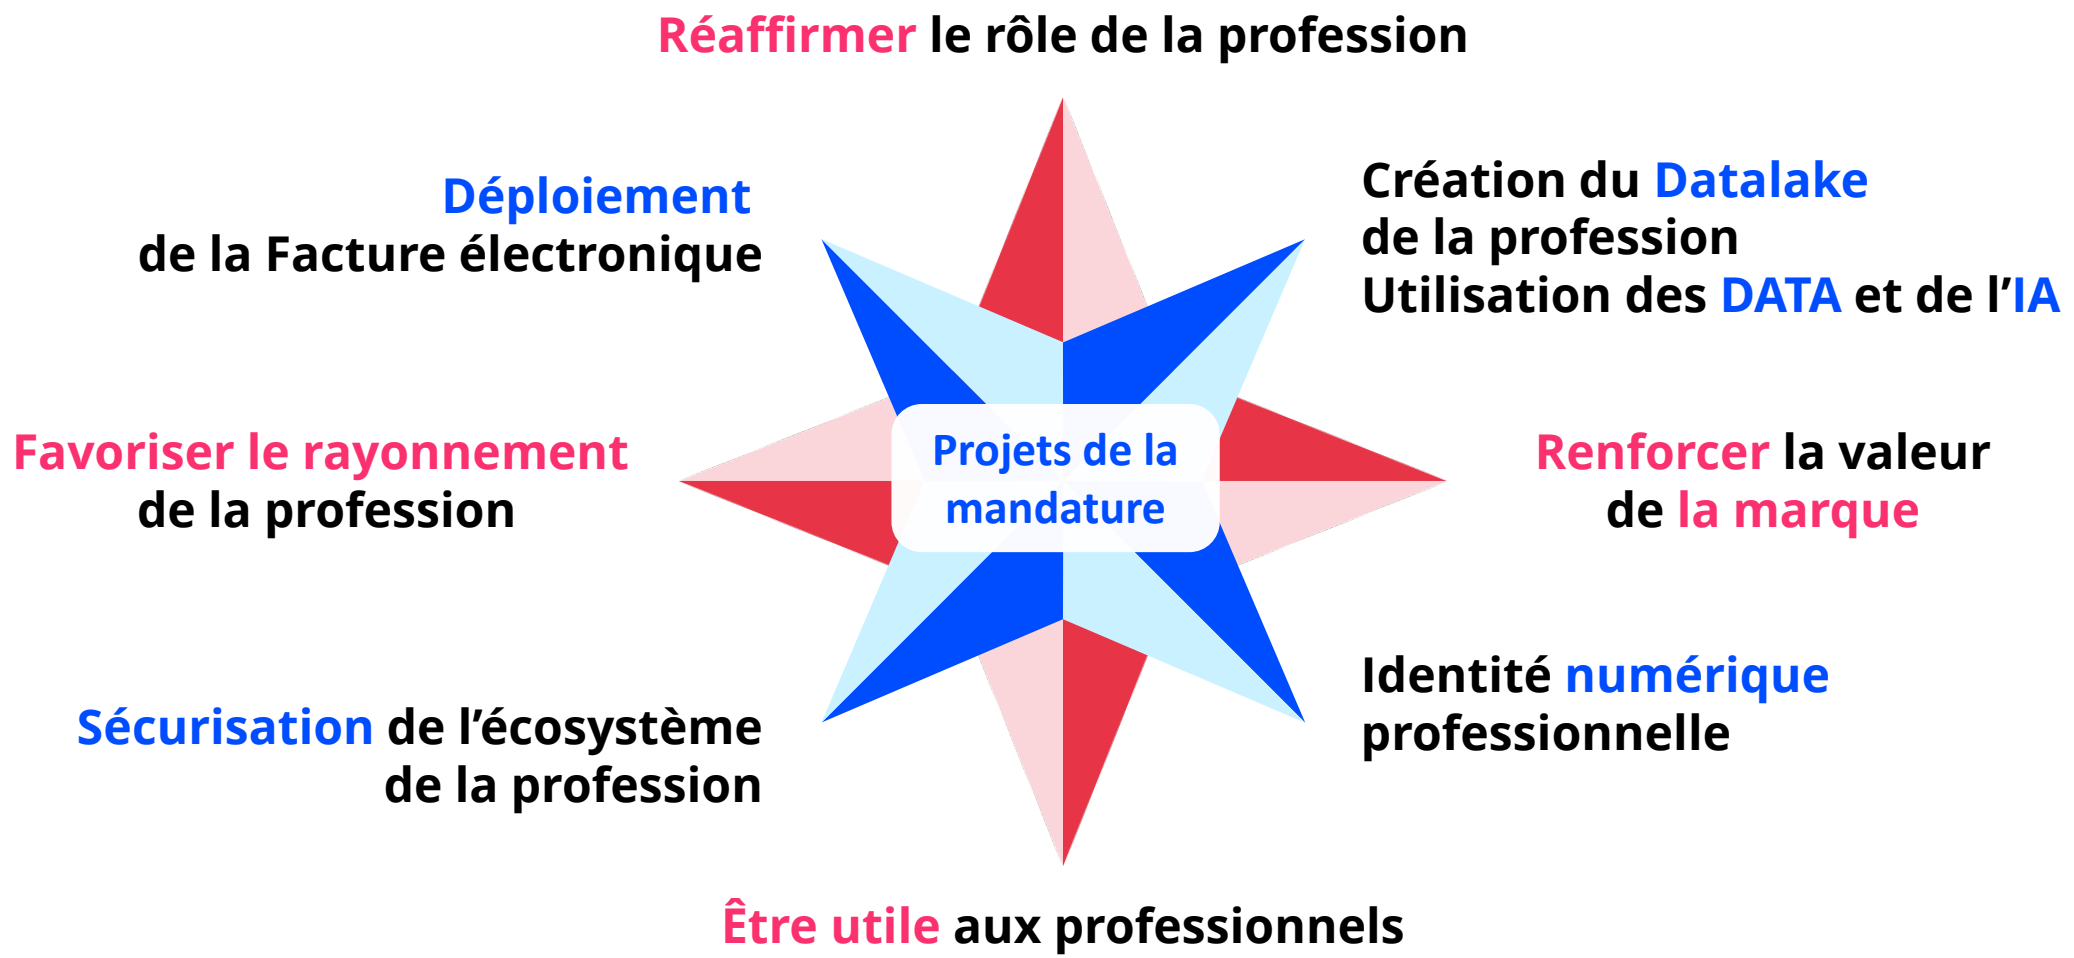 Réaffirmer le rôle de la profession
Déploiement
de la Facture électronique
Création du Datalake
de la profession
Utilisation des DATA et de l’IA
Favoriser le rayonnement
de la profession
Projets de la
mandature
Renforcer la valeur
de la marque
Sécurisation de l’écosystème
de la profession
Identité numérique
professionnelle
Être utile aux professionnels